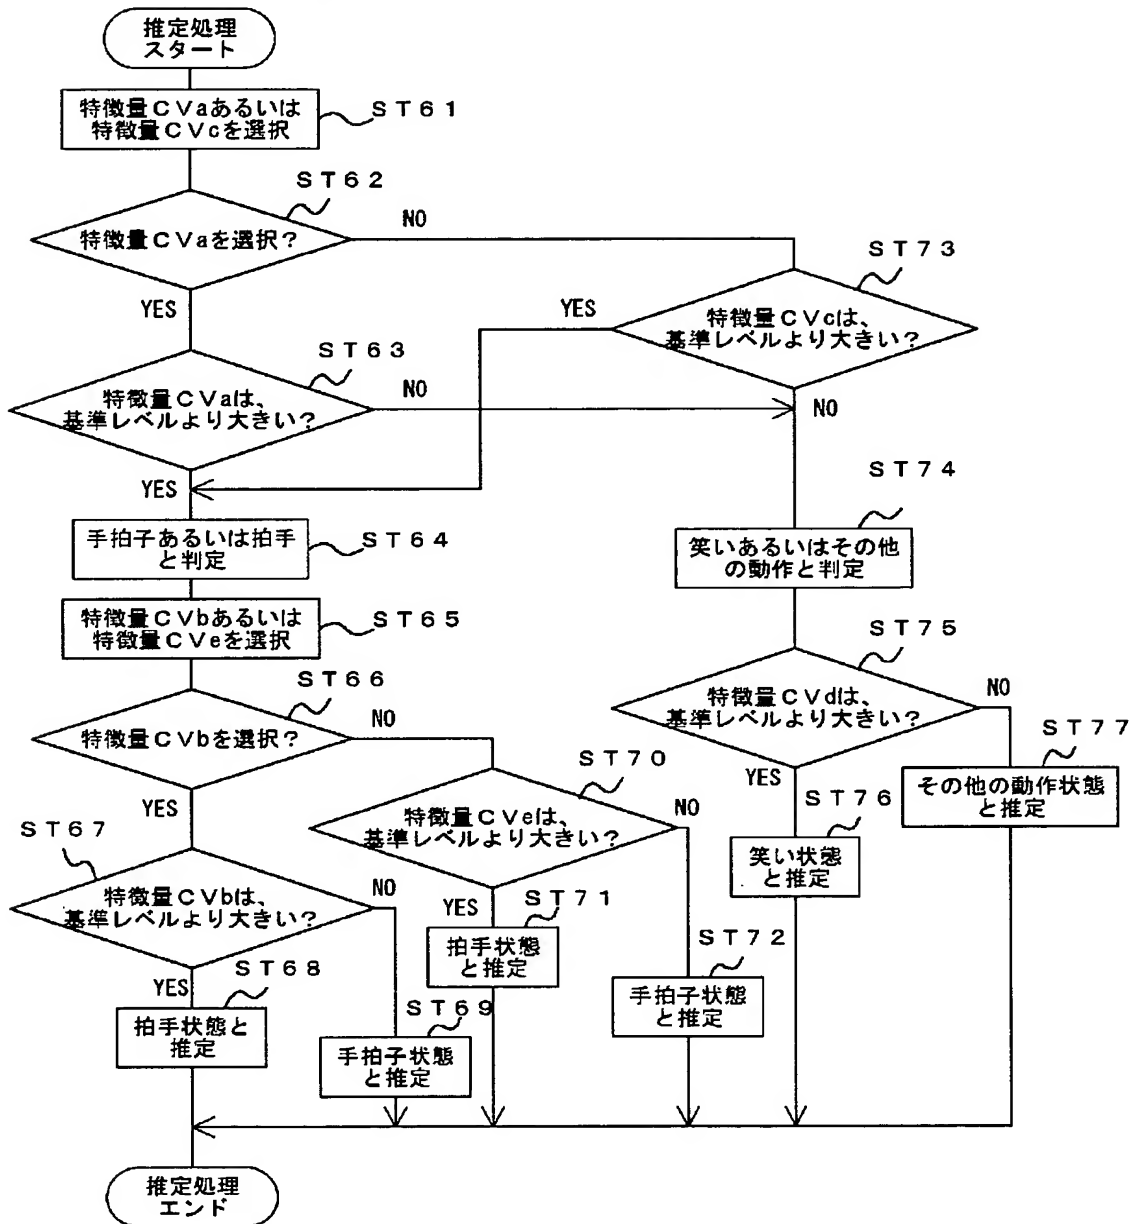 推定処理
スタート
特徴量CVaあるいは
特徴量CVcを選択
ST61
ST62
特徴量CVaを選択？
NO
YES
ST73
特徴量CVcは、
基準レベルより大きい？
YES
NO
ST63
特徴量CVaは、
基準レベルより大きい？
NO
YES
手拍子あるいは拍手
と判定
ST64
ST74
笑いあるいはその他
の動作と判定
特徴量CVbあるいは
特徴量CVeを選択
ST65
ST75
特徴量CVdは、
基準レベルより大きい？
NO
YES
ST66
特徴量CVbを選択？
NO
YES
ST70
特徴量CVeは、
基準レベルより大きい？
NO
YES
ST76
笑い状態
と推定
ST77
その他の動作状態
と推定
ST67
特徴量CVbは、
基準レベルより大きい？
NO
YES
ST71
拍手状態
と推定
ST72
手拍子状態
と推定
ST68
拍手状態と
推定
ST69
手拍子状態
と推定
推定処理
エンド